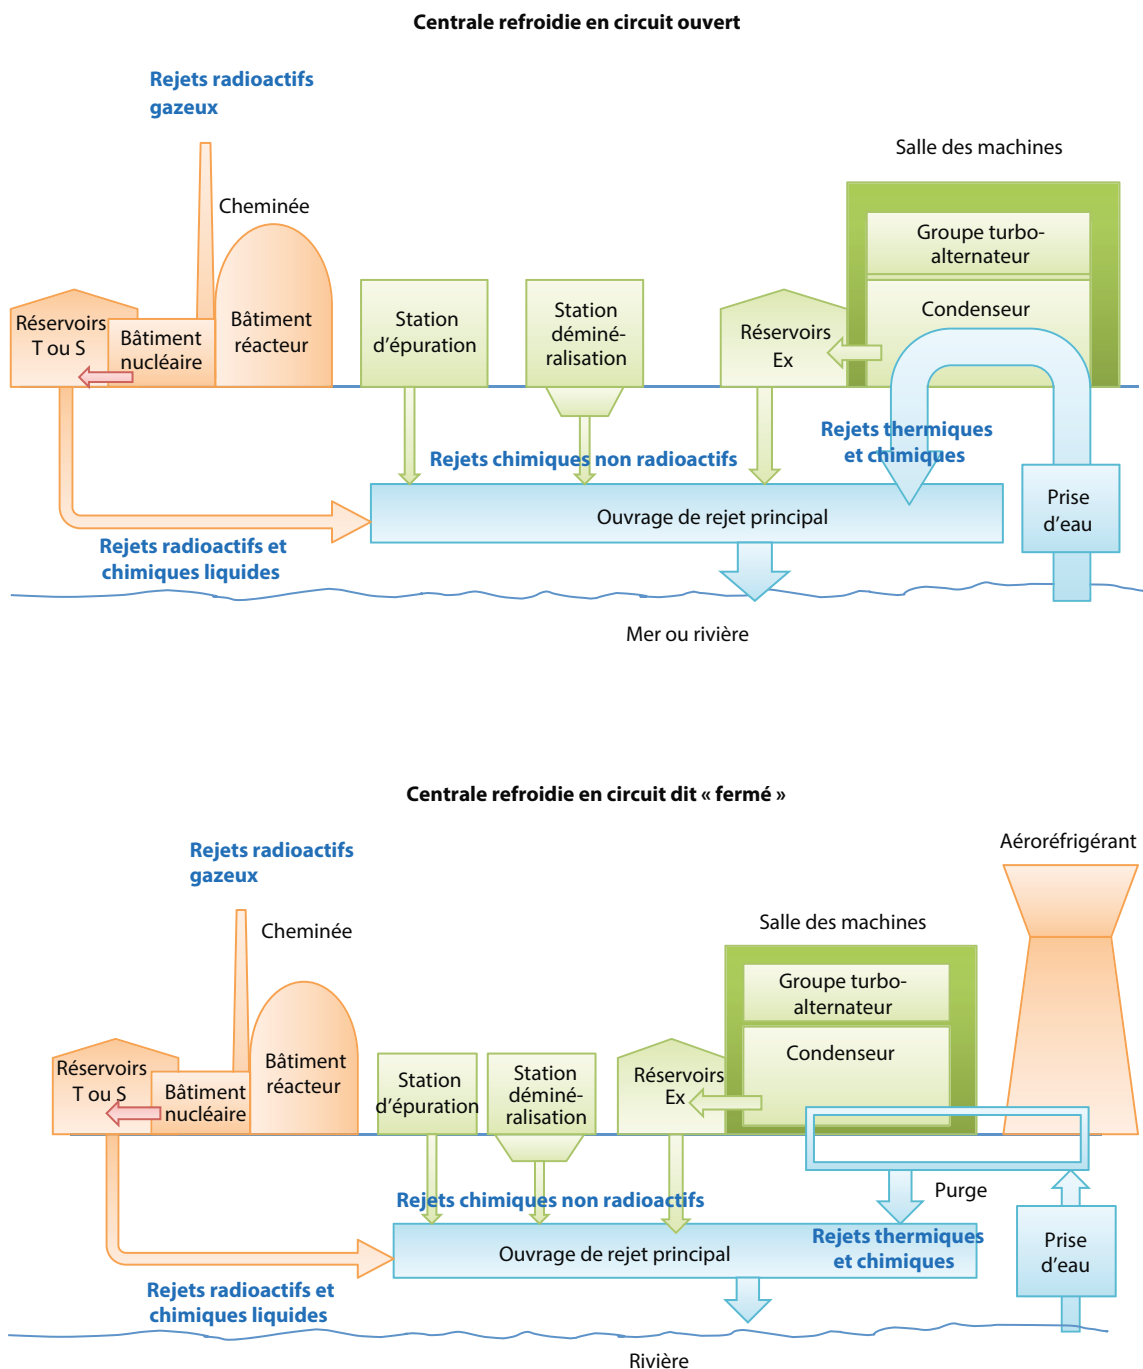 Centrale refroidie en circuit ouvert
Rejets radioactifs
gazeux
Salle des machines
Cheminée
Groupe turbo-
alternateur
Réservoirs
T ou S
Bâtiment
nucléaire
Bâtiment
réacteur
Station
d'épuration
Station
déminé-
ralisation
Réservoirs
Ex
Condenseur
Rejets chimiques non radioactifs
Rejets thermiques
et chimiques
Ouvrage de rejet principal
Prise
d'eau
Rejets radioactifs et
chimiques liquides
Mer ou rivière
Centrale refroidie en circuit dit « fermé »
Rejets radioactifs
gazeux
Aéroréfrigérant
Cheminée
Salle des machines
Groupe turbo-
alternateur
Réservoirs
T ou S
Bâtiment
nucléaire
Bâtiment
réacteur
Station
d'épuration
Station
déminé-
ralisation
Réservoirs
Ex
Condenseur
Purge
Rejets chimiques non radioactifs
Ouvrage de rejet principal
Rejets thermiques
et chimiques
Prise
d'eau
Rejets radioactifs et
chimiques liquides
Rivière